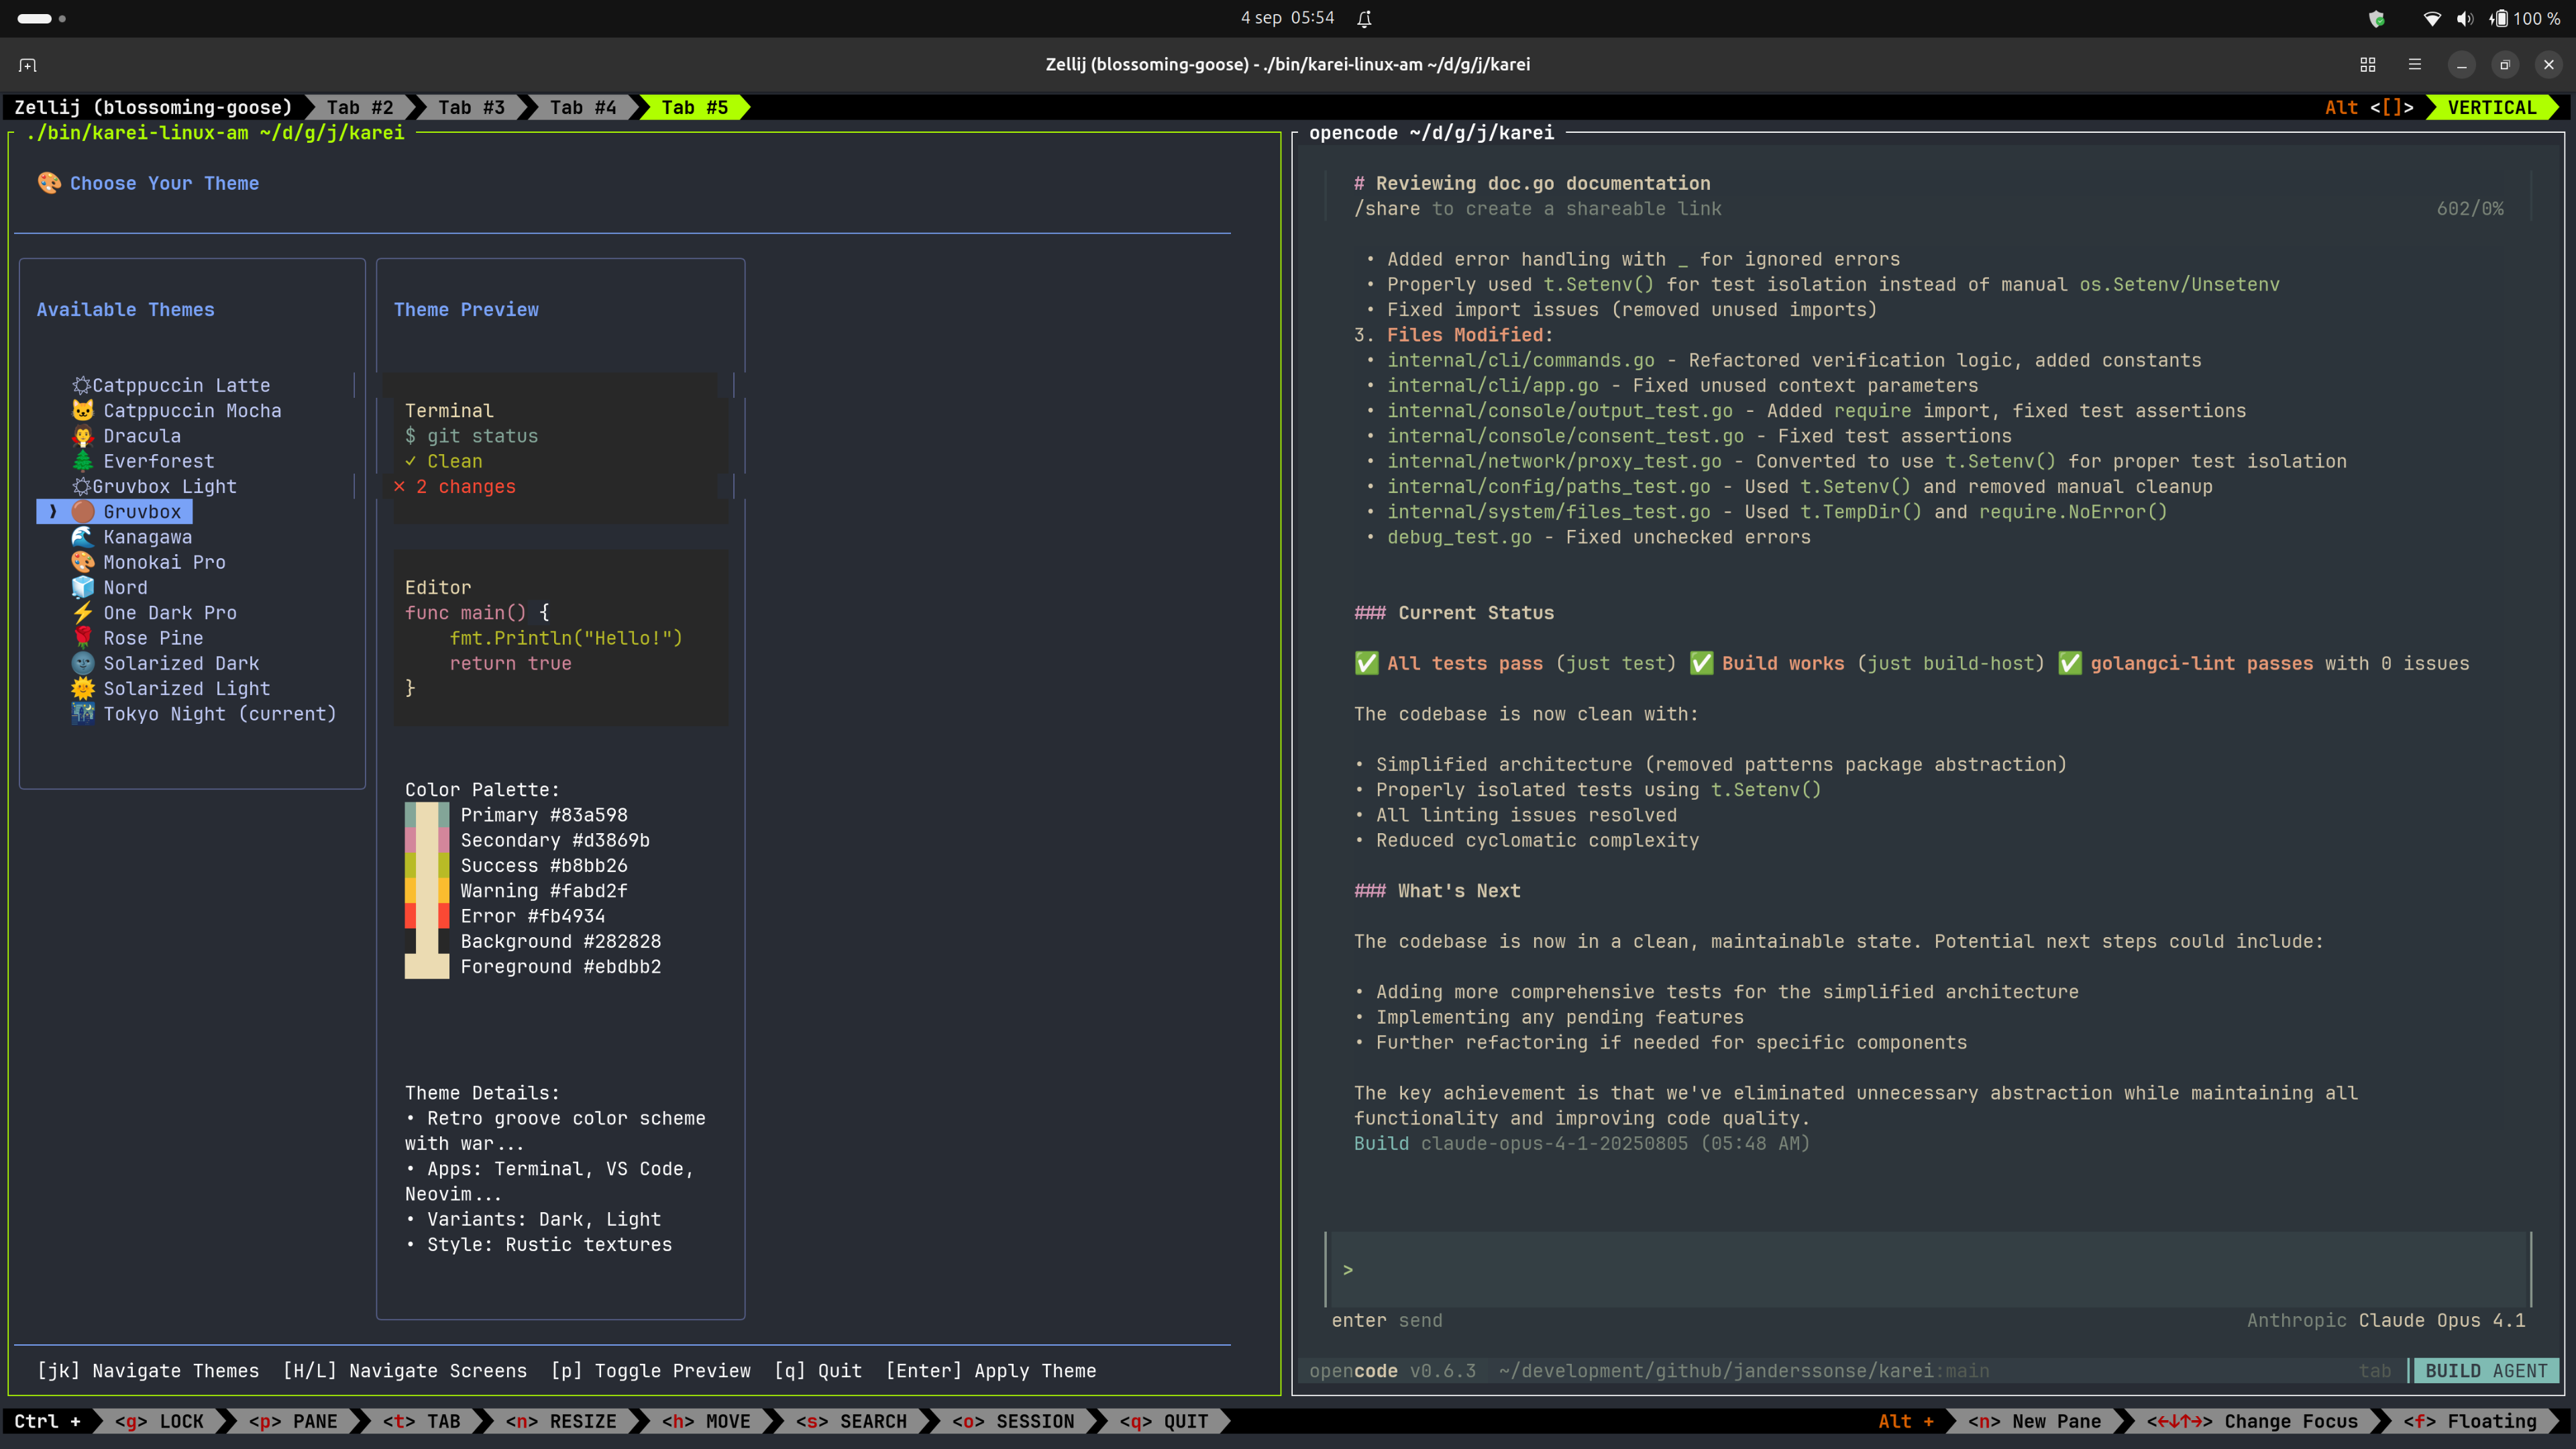 4 sep 05:54
100 %
Zellij (blossoming-goose) - ./bin/karei-linux-am ~/d/g/j/karei
Zellij (blossoming-goose) Tab #2 Tab #3 Tab #4 Tab #5 Alt <[]> VERTICAL
./bin/karei-linux-am ~/d/g/j/karei
🎨 Choose Your Theme
Available Themes
Catppuccin Latte
Catppuccin Mocha
Dracula
Everforest
Gruvbox Light
❯ Gruvbox
Kanagawa
Monokai Pro
Nord
One Dark Pro
Rose Pine
Solarized Dark
Solarized Light
Tokyo Night (current)
Theme Preview
Terminal
$ git status
✓ Clean
✗ 2 changes
Editor
func main() {
fmt.Println("Hello!")
return true
}
Color Palette:
Primary #83a598
Secondary #d3869b
Success #b8bb26
Warning #fabd2f
Error #fb4934
Background #282828
Foreground #ebdbb2
Theme Details:
• Retro groove color scheme
with war...
• Apps: Terminal, VS Code,
Neovim...
• Variants: Dark, Light
• Style: Rustic textures
[jk] Navigate Themes [H/L] Navigate Screens [p] Toggle Preview [q] Quit [Enter] Apply Theme
opencode ~/d/g/j/karei
# Reviewing doc.go documentation
/share to create a shareable link 602/0%
• Added error handling with _ for ignored errors
• Properly used t.Setenv() for test isolation instead of manual os.Setenv/Unsetenv
• Fixed import issues (removed unused imports)
3. Files Modified:
• internal/cli/commands.go - Refactored verification logic, added constants
• internal/cli/app.go - Fixed unused context parameters
• internal/console/output_test.go - Added require import, fixed test assertions
• internal/console/consent_test.go - Fixed test assertions
• internal/network/proxy_test.go - Converted to use t.Setenv() for proper test isolation
• internal/config/paths_test.go - Used t.Setenv() and removed manual cleanup
• internal/system/files_test.go - Used t.TempDir() and require.NoError()
• debug_test.go - Fixed unchecked errors
### Current Status
✅ All tests pass (just test) ✅ Build works (just build-host) ✅ golangci-lint passes with 0 issues
The codebase is now clean with:
• Simplified architecture (removed patterns package abstraction)
• Properly isolated tests using t.Setenv()
• All linting issues resolved
• Reduced cyclomatic complexity
### What's Next
The codebase is now in a clean, maintainable state. Potential next steps could include:
• Adding more comprehensive tests for the simplified architecture
• Implementing any pending features
• Further refactoring if needed for specific components
The key achievement is that we've eliminated unnecessary abstraction while maintaining all
functionality and improving code quality.
Build claude-opus-4-1-20250805 (05:48 AM)
>
enter send Anthropic Claude Opus 4.1
opencode v0.6.3 ~/development/github/janderssonse/karei:main tab BUILD AGENT
Ctrl + <g> LOCK <p> PANE <t> TAB <n> RESIZE <h> MOVE <s> SEARCH <o> SESSION <q> QUIT Alt + <n> New Pane <←↓↑→> Change Focus <f> Floating